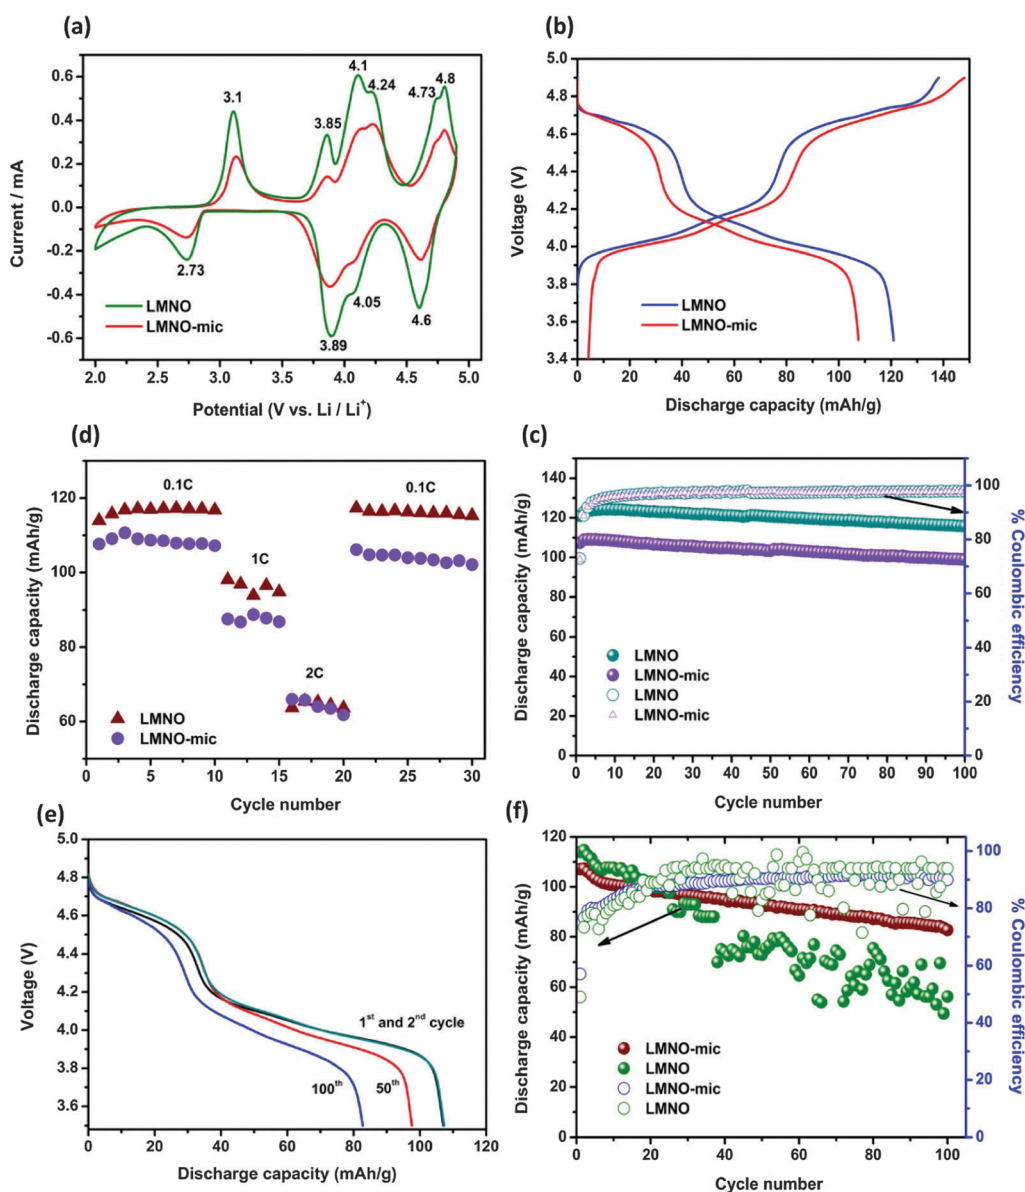 (a)
0.6
0.4
0.2
0.0
-0.2
-0.4
-0.6
Current / mA
3.1
3.85
4.1
4.24
4.73
4.8
2.73
3.89
4.05
4.6
LMNO
LMNO-mic
2.0 2.5 3.0 3.5 4.0 4.5 5.0
Potential (V vs. Li / Li⁺)
(b)
5.0
4.8
4.6
4.4
4.2
4.0
3.8
3.6
3.4
Voltage (V)
LMNO
LMNO-mic
0 20 40 60 80 100 120 140
Discharge capacity (mAh/g)
(d)
120
100
80
60
Discharge capacity (mAh/g)
0.1C
1C
2C
0.1C
LMNO
LMNO-mic
0 5 10 15 20 25 30
Cycle number
(c)
140
120
100
80
60
40
20
0
Discharge capacity (mAh/g)
LMNO
LMNO-mic
LMNO
LMNO-mic
100
80
60
40
20
0
% Coulombic efficiency
0 10 20 30 40 50 60 70 80 90 100
Cycle number
(e)
5.0
4.8
4.6
4.4
4.2
4.0
3.8
3.6
Voltage (V)
1ˢᵗ and 2ⁿᵈ cycle
100ᵗʰ
50ᵗʰ
0 20 40 60 80 100 120
Discharge capacity (mAh/g)
(f)
120
100
80
60
40
20
0
Discharge capacity (mAh/g)
LMNO-mic
LMNO
LMNO-mic
LMNO
100
80
60
40
20
0
% Coulombic efficiency
0 20 40 60 80 100
Cycle number